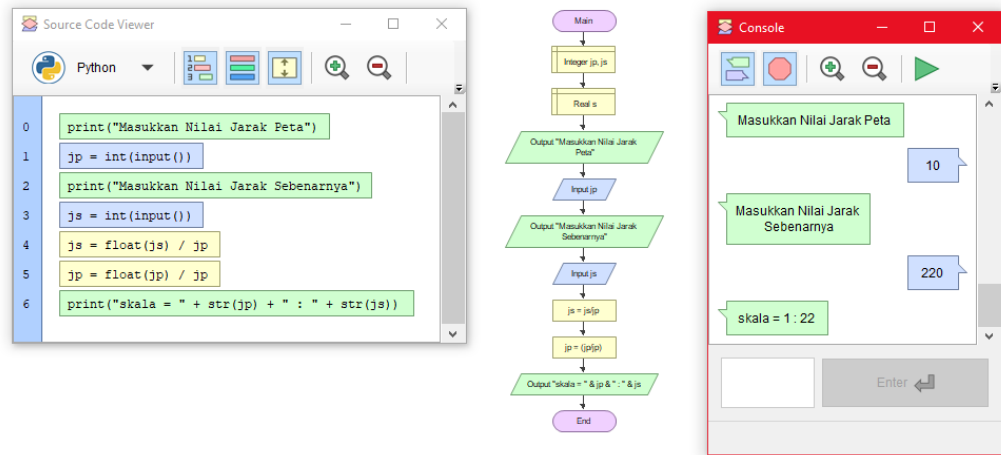 Source Code Viewer
Python
0 print("Masukkan Nilai Jarak Peta")
1 jp = int(input())
2 print("Masukkan Nilai Jarak Sebenarnya")
3 js = int(input())
4 js = float(js) / jp
5 jp = float(jp) / jp
6 print("skala = " + str(jp) + " : " + str(js))
Main
Integer jp, js
Real s
Output "Masukkan Nilai Jarak
Peta"
Input jp
Output "Masukkan Nilai Jarak
Sebenarnya"
Input js
js = js/jp
jp = (jp/jp)
Output "skala = " & jp & " : " & js
End
Console
Masukkan Nilai Jarak Peta
10
Masukkan Nilai Jarak
Sebenarnya
220
skala = 1 : 22
Enter